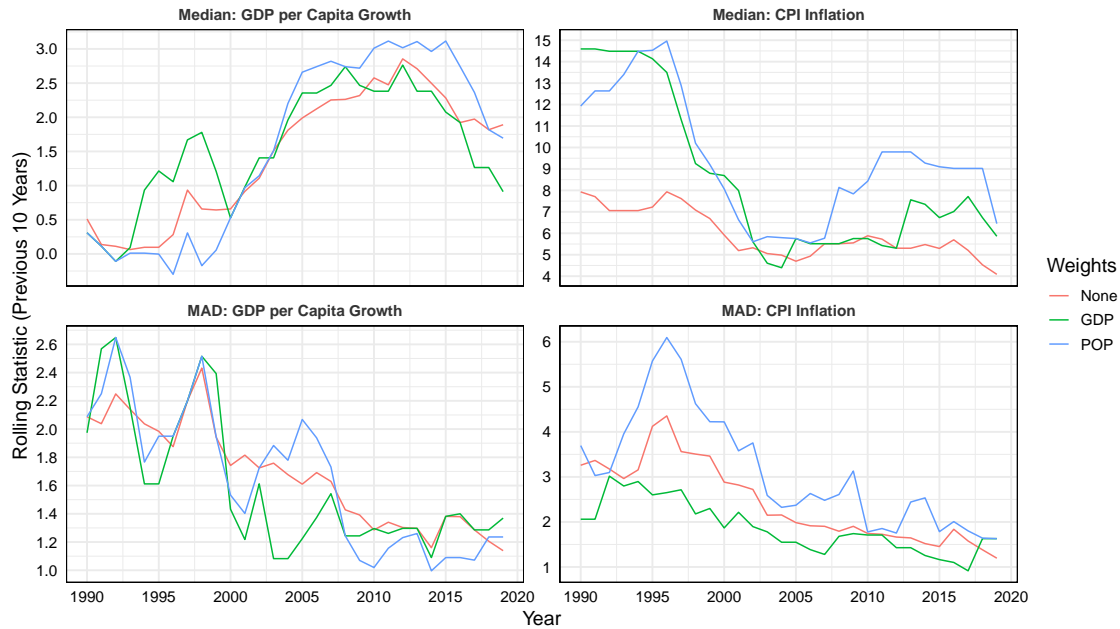 Median: GDP per Capita Growth
Median: CPI Inflation
3.0
2.5
2.0
1.5
1.0
0.5
0.0
15
14
13
12
11
10
9
8
7
6
5
4
MAD: GDP per Capita Growth
MAD: CPI Inflation
2.6
2.4
2.2
2.0
1.8
1.6
1.4
1.2
1.0
6
5
4
3
2
1
1990 1995 2000 2005 2010 2015 2020
1990 1995 2000 2005 2010 2015 2020
Year
Rolling Statistic (Previous 10 Years)
Weights
None
GDP
POP